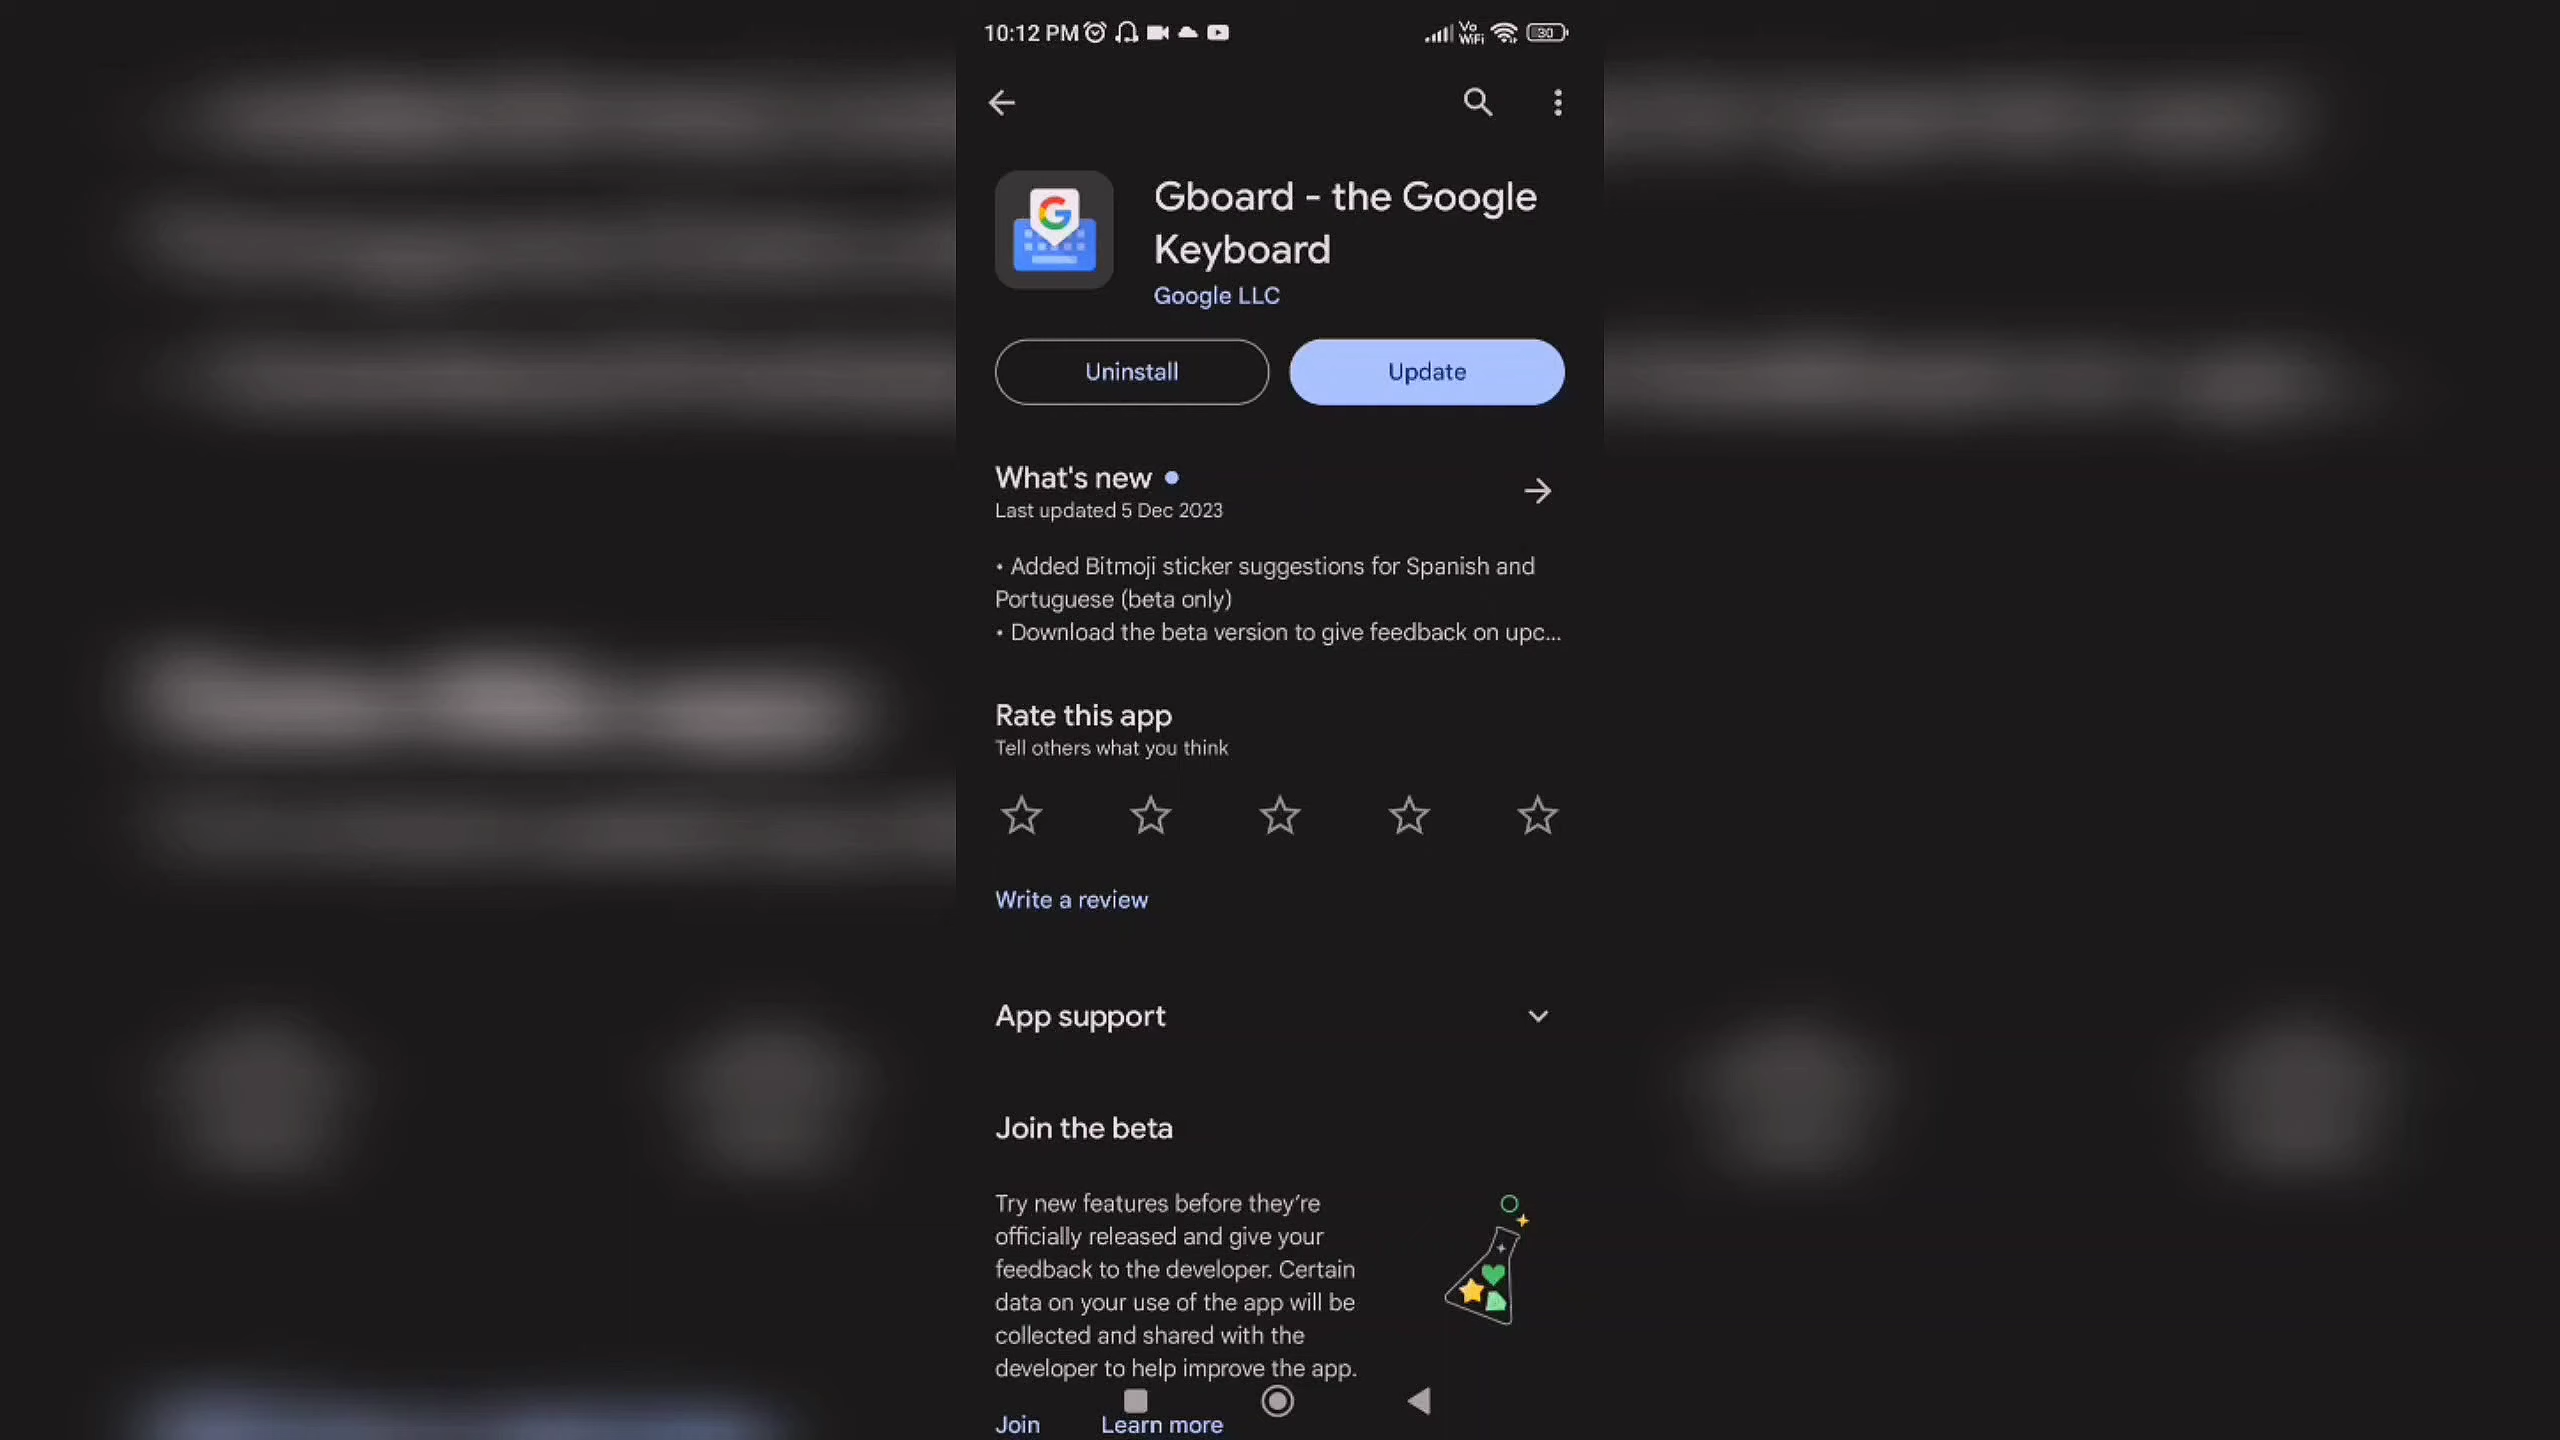 10:12 PM
Vo WiFi
30
Gboard - the Google
Keyboard
Google LLC
Uninstall
Update
What's new
Last updated 5 Dec 2023
• Added Bitmoji sticker suggestions for Spanish and
Portuguese (beta only)
• Download the beta version to give feedback on upc...
Rate this app
Tell others what you think
Write a review
App support
Join the beta
Try new features before they're
officially released and give your
feedback to the developer. Certain
data on your use of the app will be
collected and shared with the
developer to help improve the app.
Join Learn more